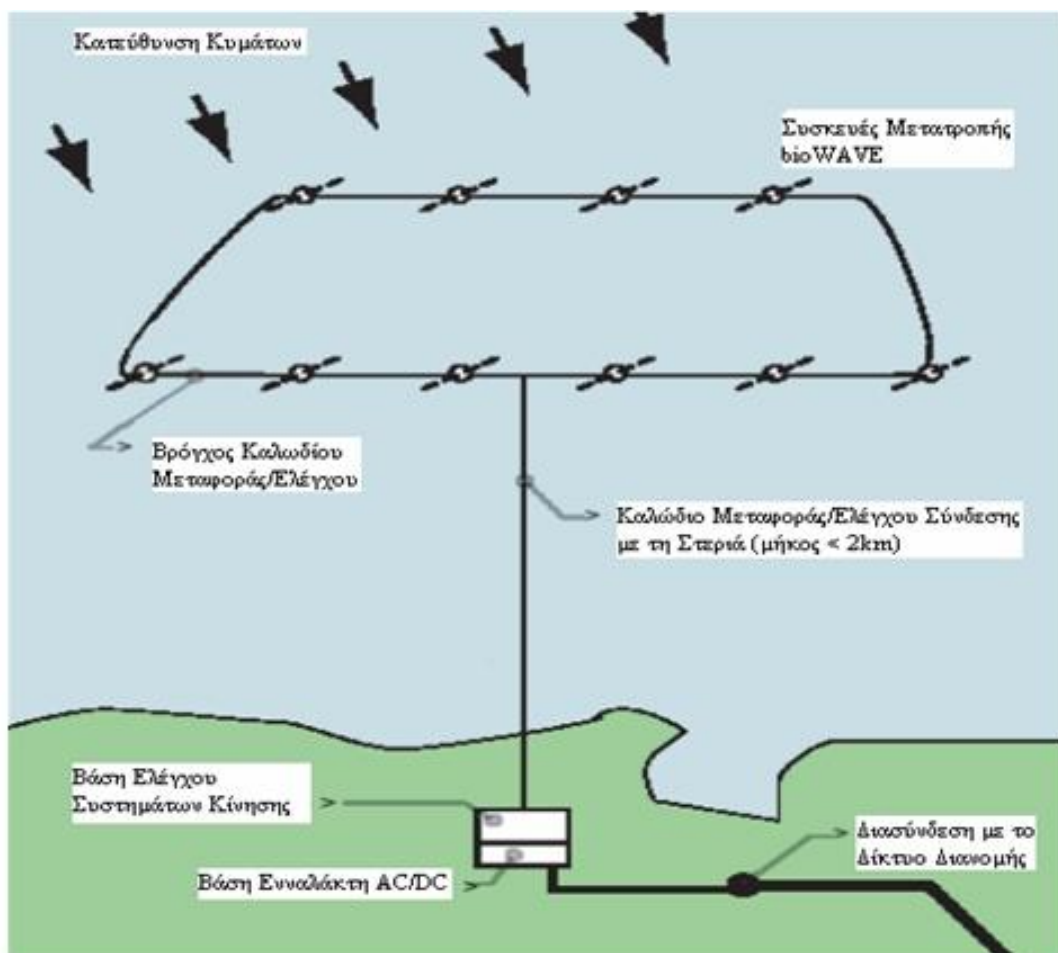 Κατεύθυνση Κυμάτων
Συσκευές Μετατροπής
bioWAVE
Βρόγχος Καλωδίου
Μεταφοράς/Ελέγχου
Καλώδιο Μεταφοράς/Ελέγχου Σύνδεσης
με τη Στεριά (μήκος < 2km)
Βάση Ελέγχου
Συστημάτων Κίνησης
Διασύνδεση με το
Δίκτυο Διανομής
Βάση Ενναλάκτη AC/DC